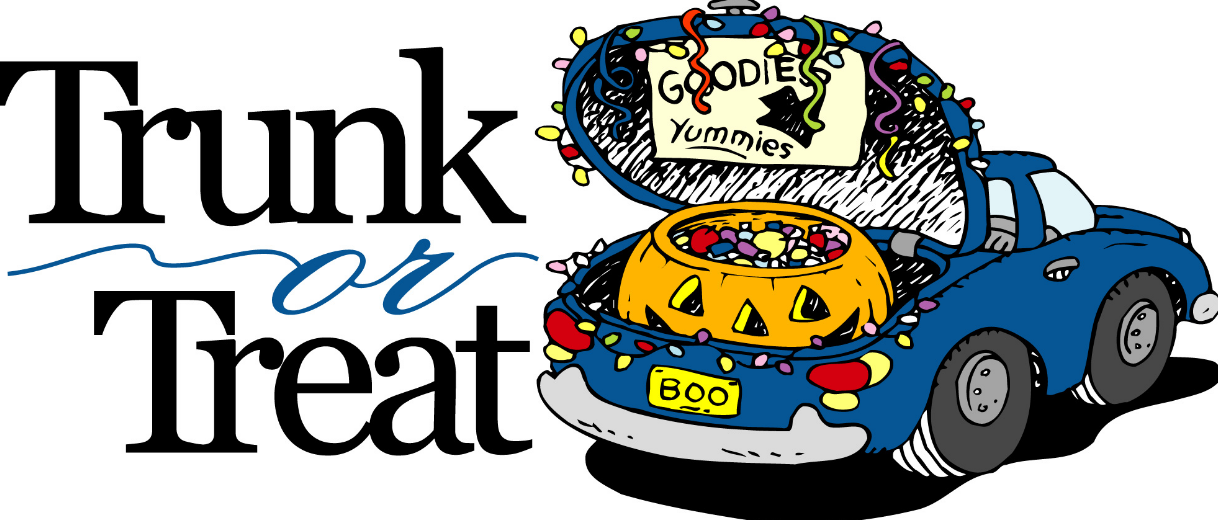 Trunk
or
Treat
GOODIES
Yummies
BOO